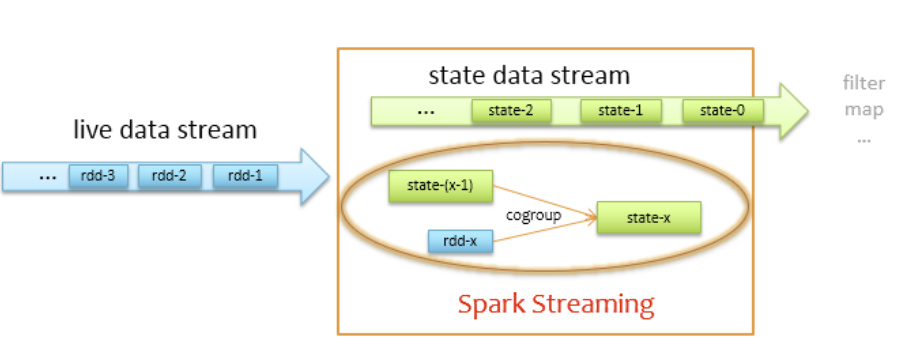 live data stream
... rdd-3 rdd-2 rdd-1
state data stream
... state-2 state-1 state-0
state-(x-1)
cogroup
rdd-x
state-x
Spark Streaming
filter
map
...